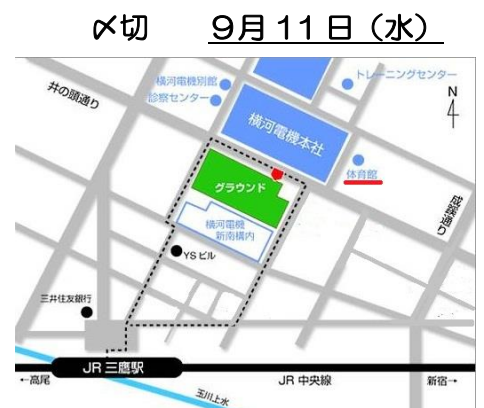 〆切　９月11日（水）
トレーニングセンター
横河電機別館
診察センター
井の頭通り
N
4
横河電機本社
体育館
グラウンド
成蹊通り
横河電機
新南構内
YSビル
三井住友銀行
JR 三鷹駅
←高尾
JR 中央線
新宿→
玉川上水